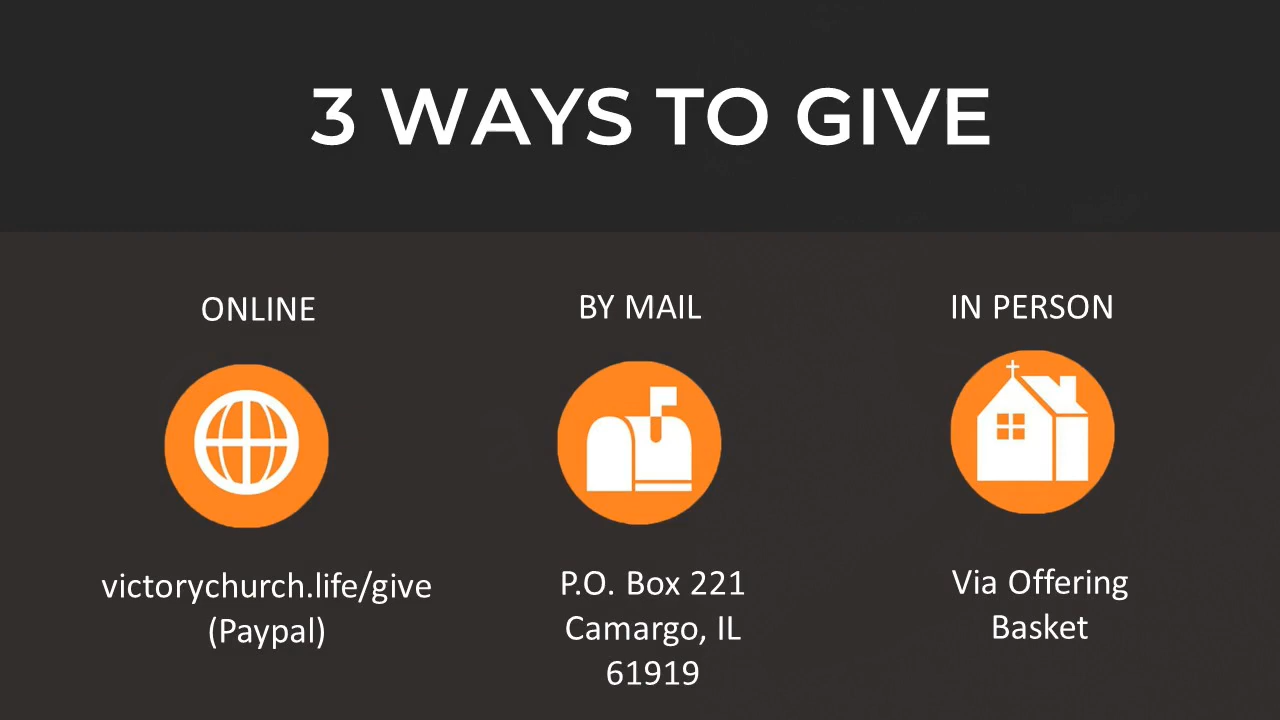 3 WAYS TO GIVE
ONLINE
victorychurch.life/give
(Paypal)
BY MAIL
P.O. Box 221
Camargo, IL
61919
IN PERSON
Via Offering
Basket